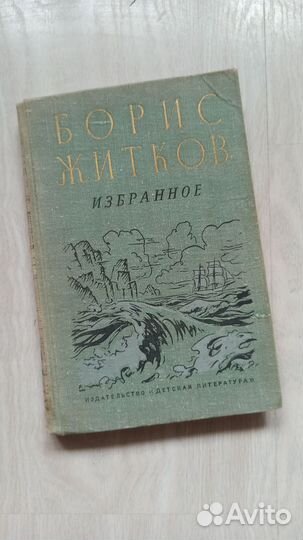 БОРИС
ЖИТКОВ
ИЗБРАННОЕ
ИЗДАТЕЛЬСТВО «ДЕТСКАЯ ЛИТЕРАТУРА»
Avito